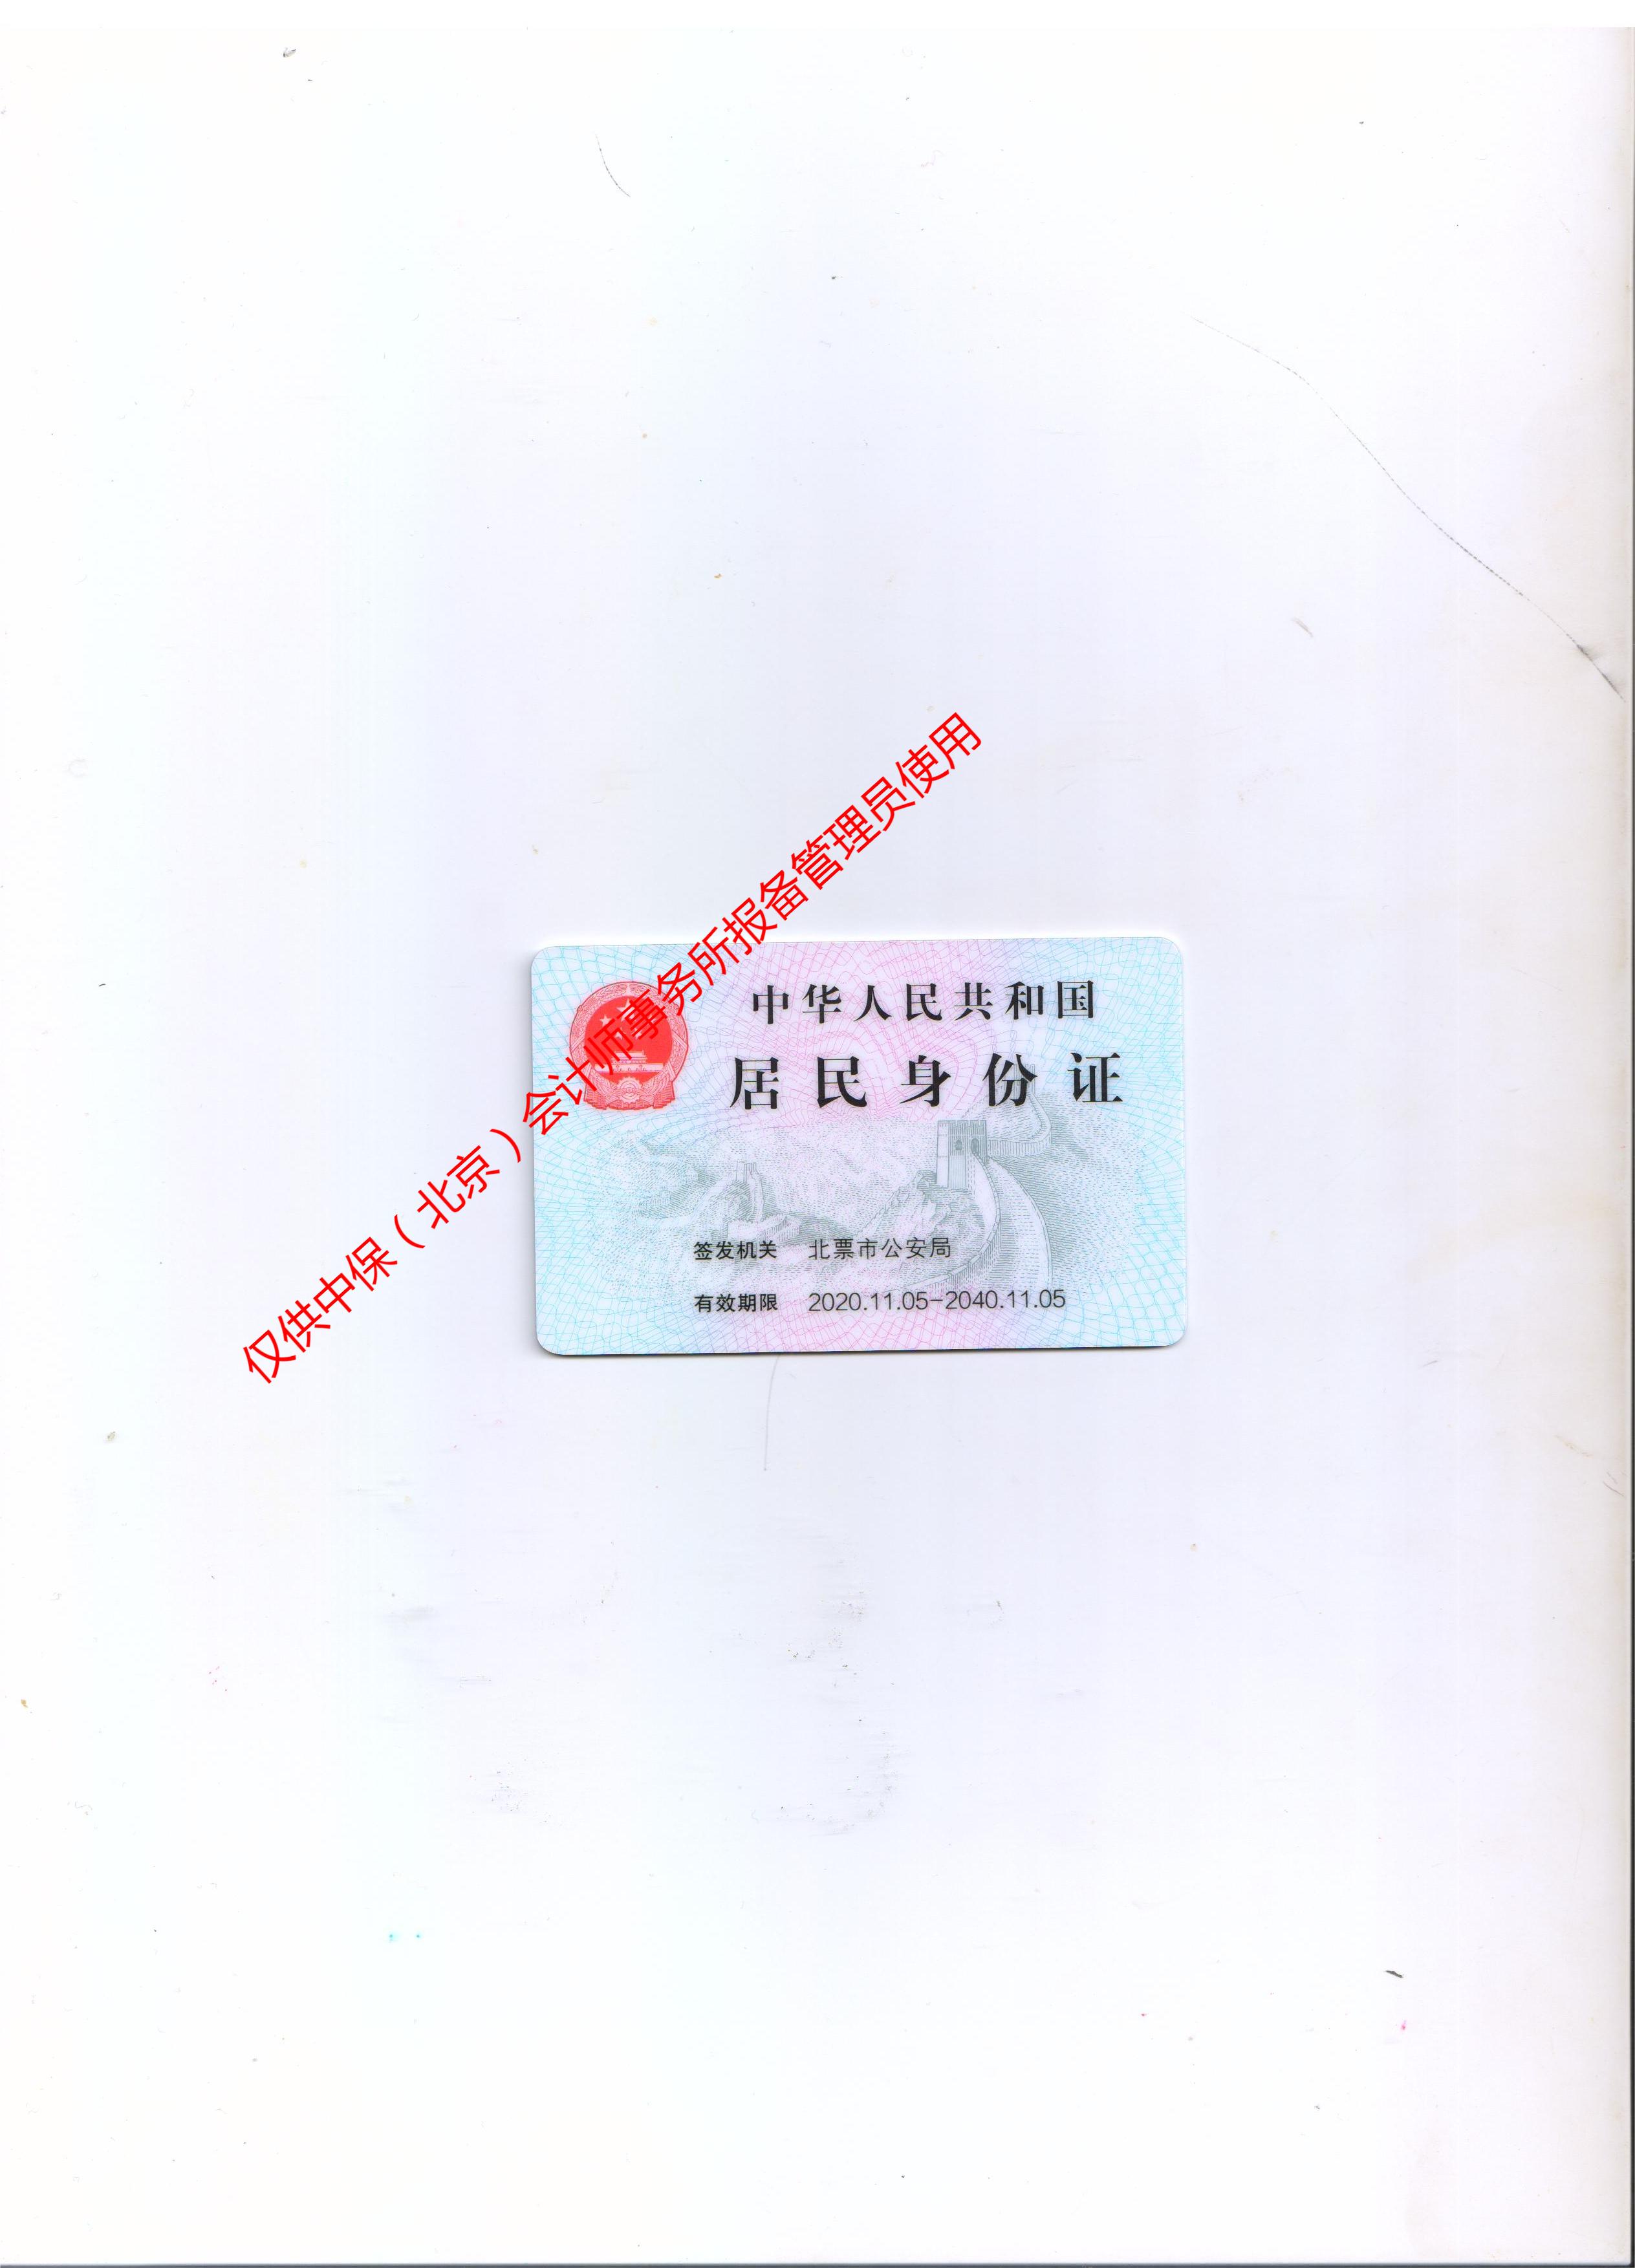 仅供中保（北京）会计师事务所报备管理员使用
中华人民共和国
居民身份证
签发机关 北票市公安局
有效期限 2020.11.05-2040.11.05